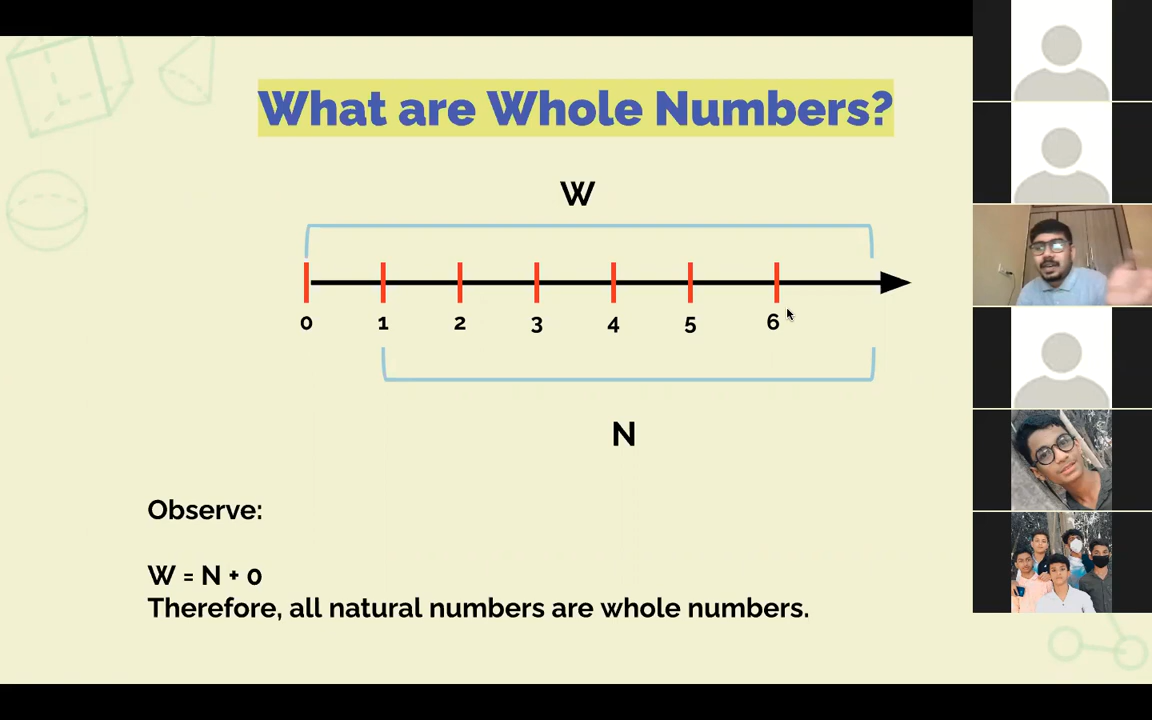 What are Whole Numbers?
W
0 1 2 3 4 5 6
N
Observe:
W = N + 0
Therefore, all natural numbers are whole numbers.